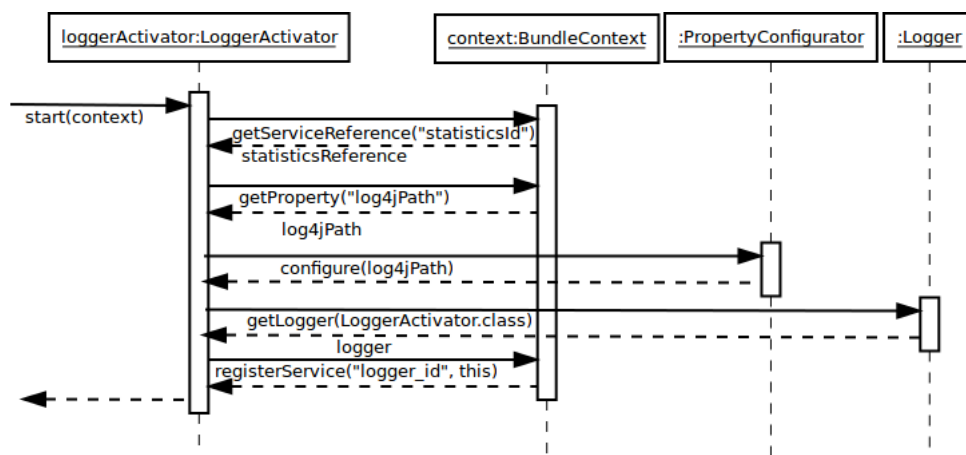 loggerActivator:LoggerActivator
context:BundleContext
:PropertyConfigurator
:Logger
start(context)
getServiceReference("statisticsId")
statisticsReference
getProperty("log4jPath")
log4jPath
configure(log4jPath)
getLogger(LoggerActivator.class)
logger
registerService("logger_id", this)